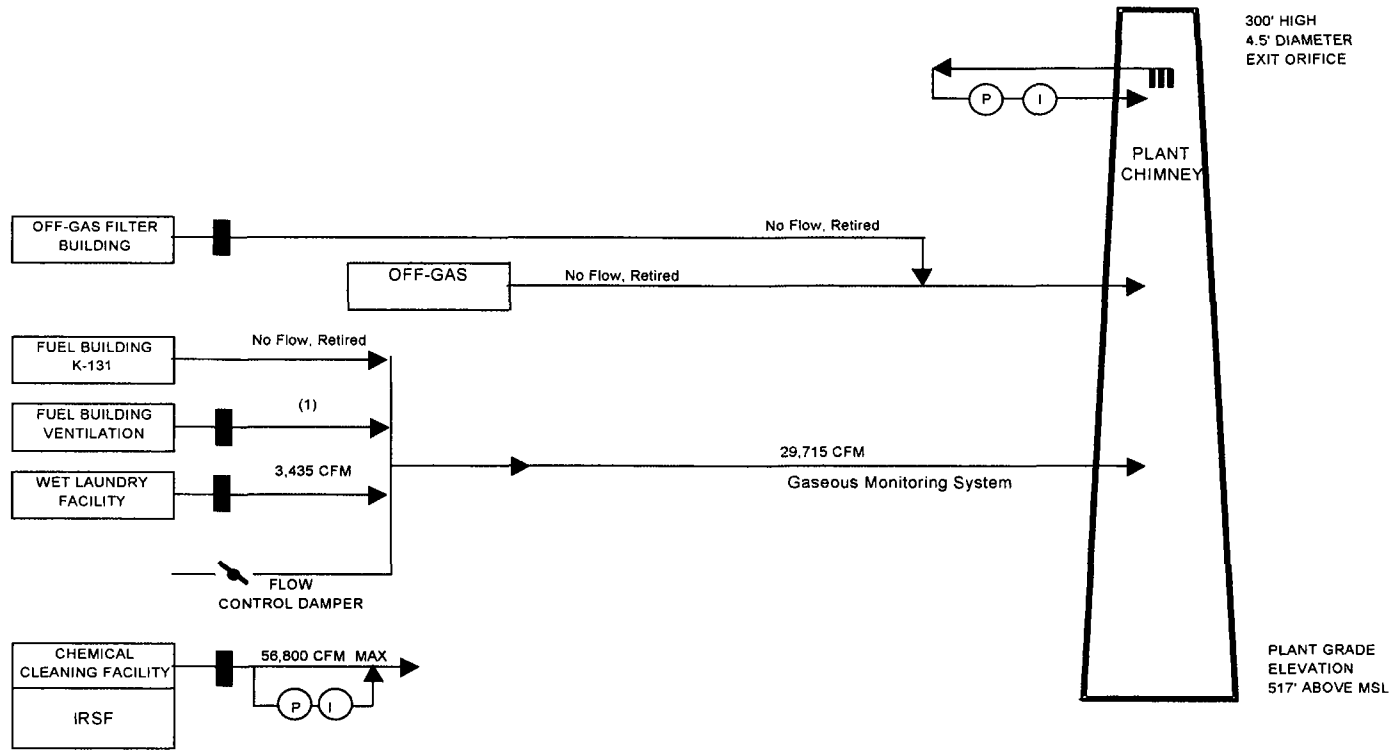 300' HIGH
4.5' DIAMETER
EXIT ORIFICE
P
I
PLANT
CHIMNEY
OFF-GAS FILTER
BUILDING
No Flow, Retired
OFF-GAS
No Flow, Retired
FUEL BUILDING
K-131
No Flow, Retired
FUEL BUILDING
VENTILATION
(1)
WET LAUNDRY
FACILITY
3,435 CFM
29,715 CFM
Gaseous Monitoring System
FLOW
CONTROL DAMPER
CHEMICAL
CLEANING FACILITY
IRSF
56,800 CFM MAX
P
I
PLANT GRADE
ELEVATION
517' ABOVE MSL